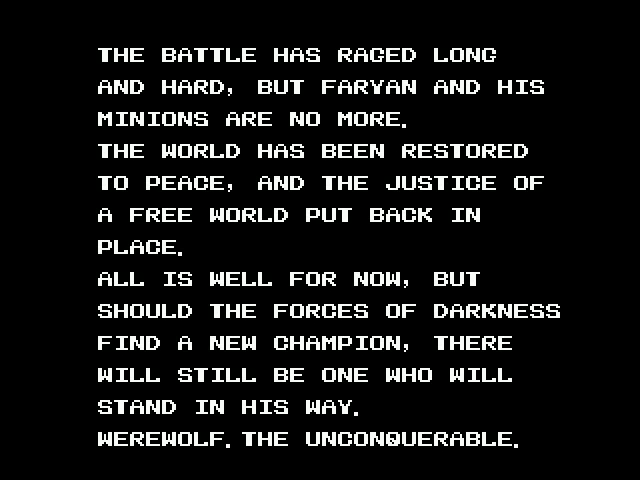 THE BATTLE HAS RAGED LONG
AND HARD, BUT FARYAN AND HIS
MINIONS ARE NO MORE.
THE WORLD HAS BEEN RESTORED
TO PEACE, AND THE JUSTICE OF
A FREE WORLD PUT BACK IN
PLACE.
ALL IS WELL FOR NOW, BUT
SHOULD THE FORCES OF DARKNESS
FIND A NEW CHAMPION, THERE
WILL STILL BE ONE WHO WILL
STAND IN HIS WAY.
WEREWOLF. THE UNCONQUERABLE.